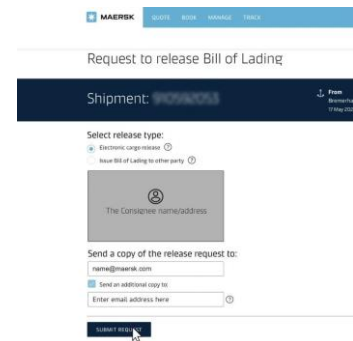 MAERSK QUOTE BOOK MANAGE TRACK
Request to release Bill of Lading
Shipment:
From
Select release type:
Electronic cargo release ?
Issue Bill of Lading to other party ?
The Consignee name/address
Send a copy of the release request to:
name@maersk.com
Send an additional copy to:
Enter email address here ?
SUBMIT REQUEST